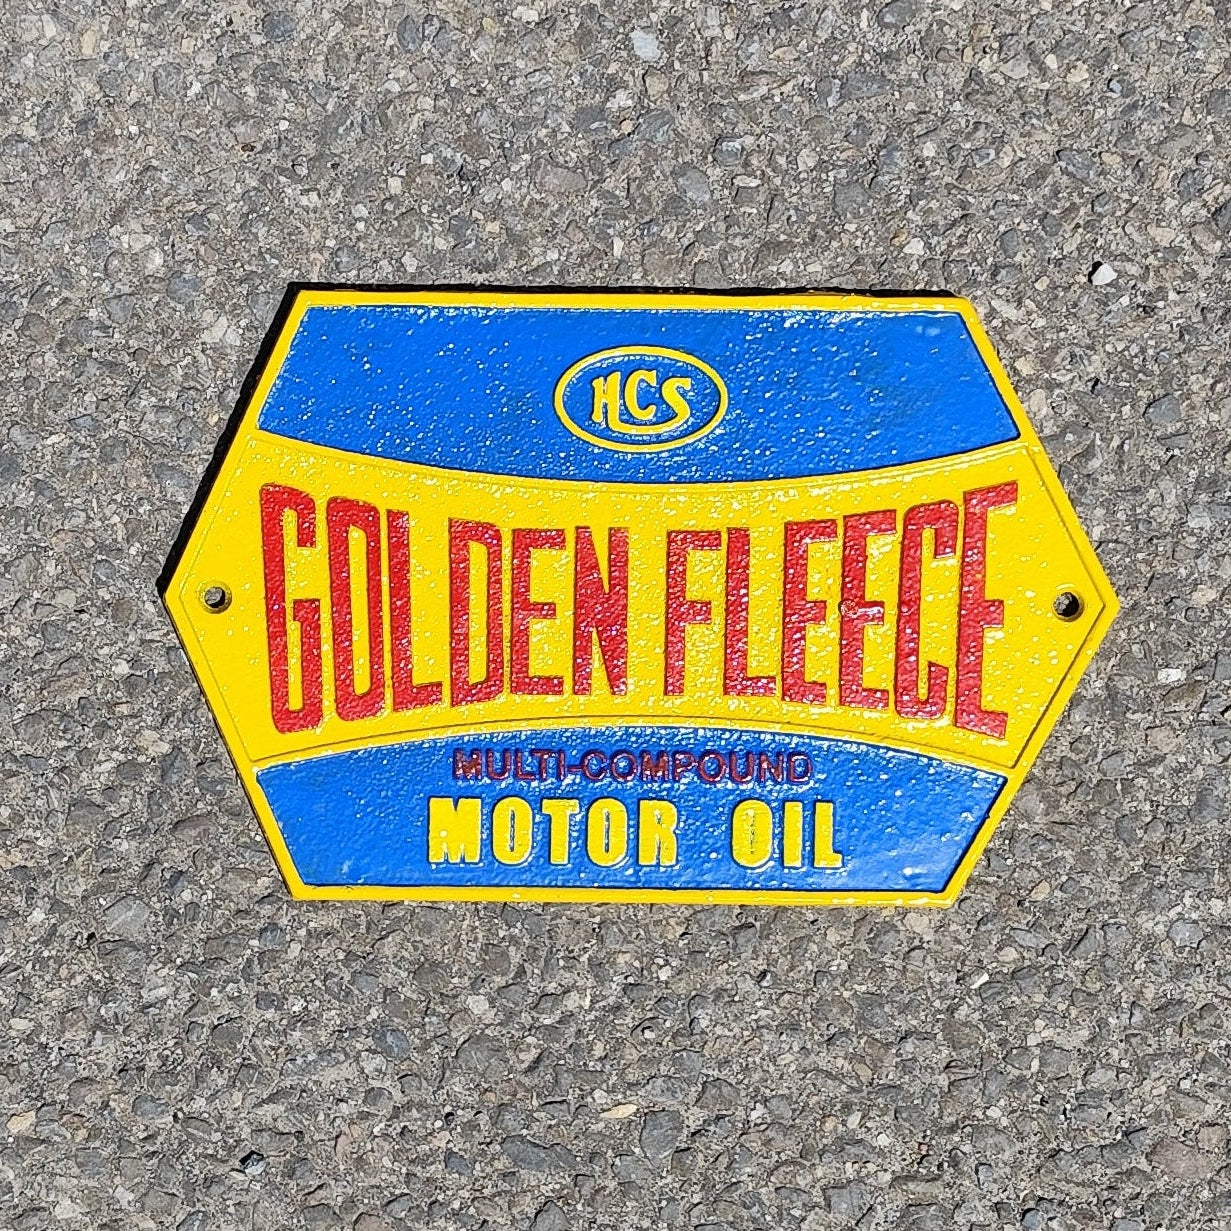 HCS
GOLDEN FLEECE
MULTI-COMPOUND
MOTOR OIL